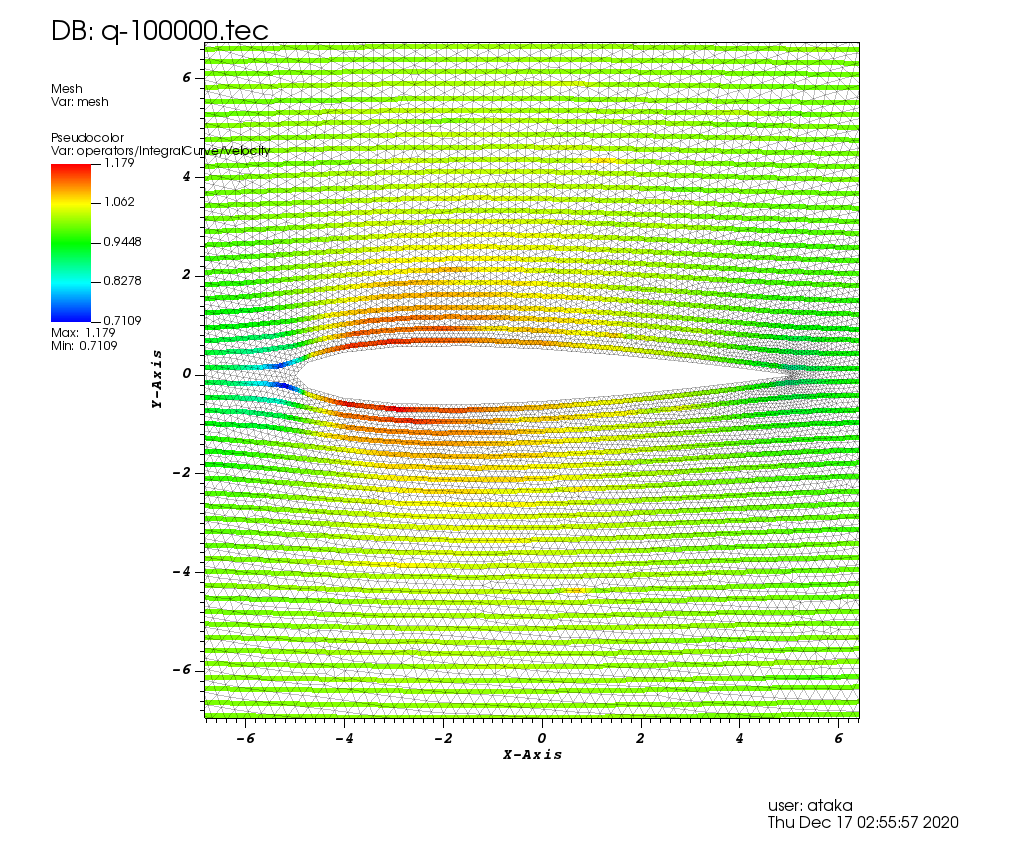 DB: q-100000.tec
Mesh
Var: mesh
Pseudocolor
Var: operators/IntegralCurve/Velocity
1.179
1.062
0.9448
0.8278
0.7109
Max: 1.179
Min: 0.7109
Y-Axis
6
4
2
0
-2
-4
-6
-6 -4 -2 0 2 4 6
X-Axis
user: ataka
Thu Dec 17 02:55:57 2020